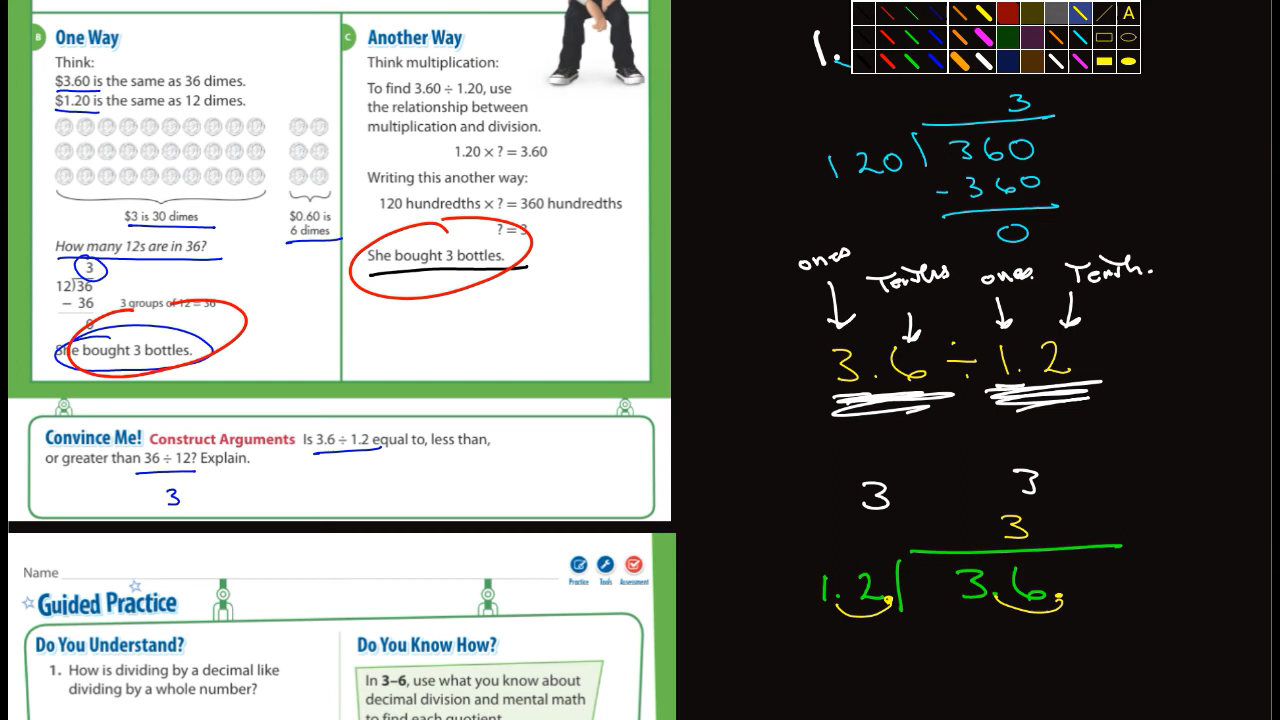 B One Way
Think:
$3.60 is the same as 36 dimes.
$1.20 is the same as 12 dimes.
$3 is 30 dimes
$0.60 is
6 dimes
How many 12s are in 36?
3
12)36
− 36
3 groups of 12 = 36
0
She bought 3 bottles.
C Another Way
Think multiplication:
To find 3.60 ÷ 1.20, use
the relationship between
multiplication and division.
1.20 × ? = 3.60
Writing this another way:
120 hundredths × ? = 360 hundredths
? = 3
She bought 3 bottles.
Convince Me! Construct Arguments Is 3.6 ÷ 1.2 equal to, less than,
or greater than 36 ÷ 12? Explain.
3
Name
Practice Tools Assessment
Guided Practice
Do You Understand?
1. How is dividing by a decimal like
dividing by a whole number?
Do You Know How?
In 3–6, use what you know about
decimal division and mental math
to find each quotient.
1.
A
3
120 360
- 360
0
ones Tenths ones. Tenth.
3.6 ÷ 1.2
3 3
3
1.2. 3.6.